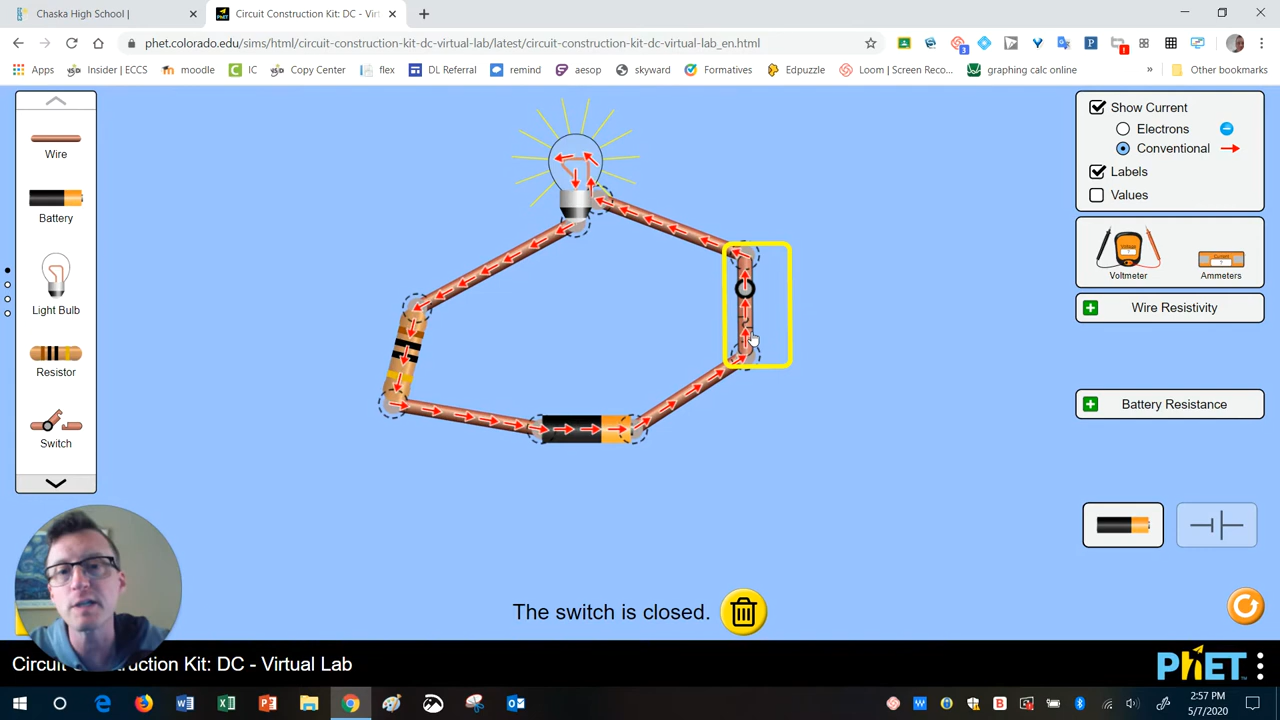 Chaska High School |
Circuit Construction Kit: DC - Virt
phet.colorado.edu/sims/html/circuit-construction-kit-dc-virtual-lab/latest/circuit-construction-kit-dc-virtual-lab_en.html
Apps Insider | ECCS moodle IC Copy Center flex DL Referral remind aesop skyward Formatives Edpuzzle Loom | Screen Reco... graphing calc online » Other bookmarks
Wire
Battery
Light Bulb
Resistor
Switch
Show Current
Electrons
Conventional
Labels
Values
Voltmeter
Ammeters
Wire Resistivity
Battery Resistance
The switch is closed.
Circuit Construction Kit: DC - Virtual Lab
PhET
2:57 PM
5/7/2020